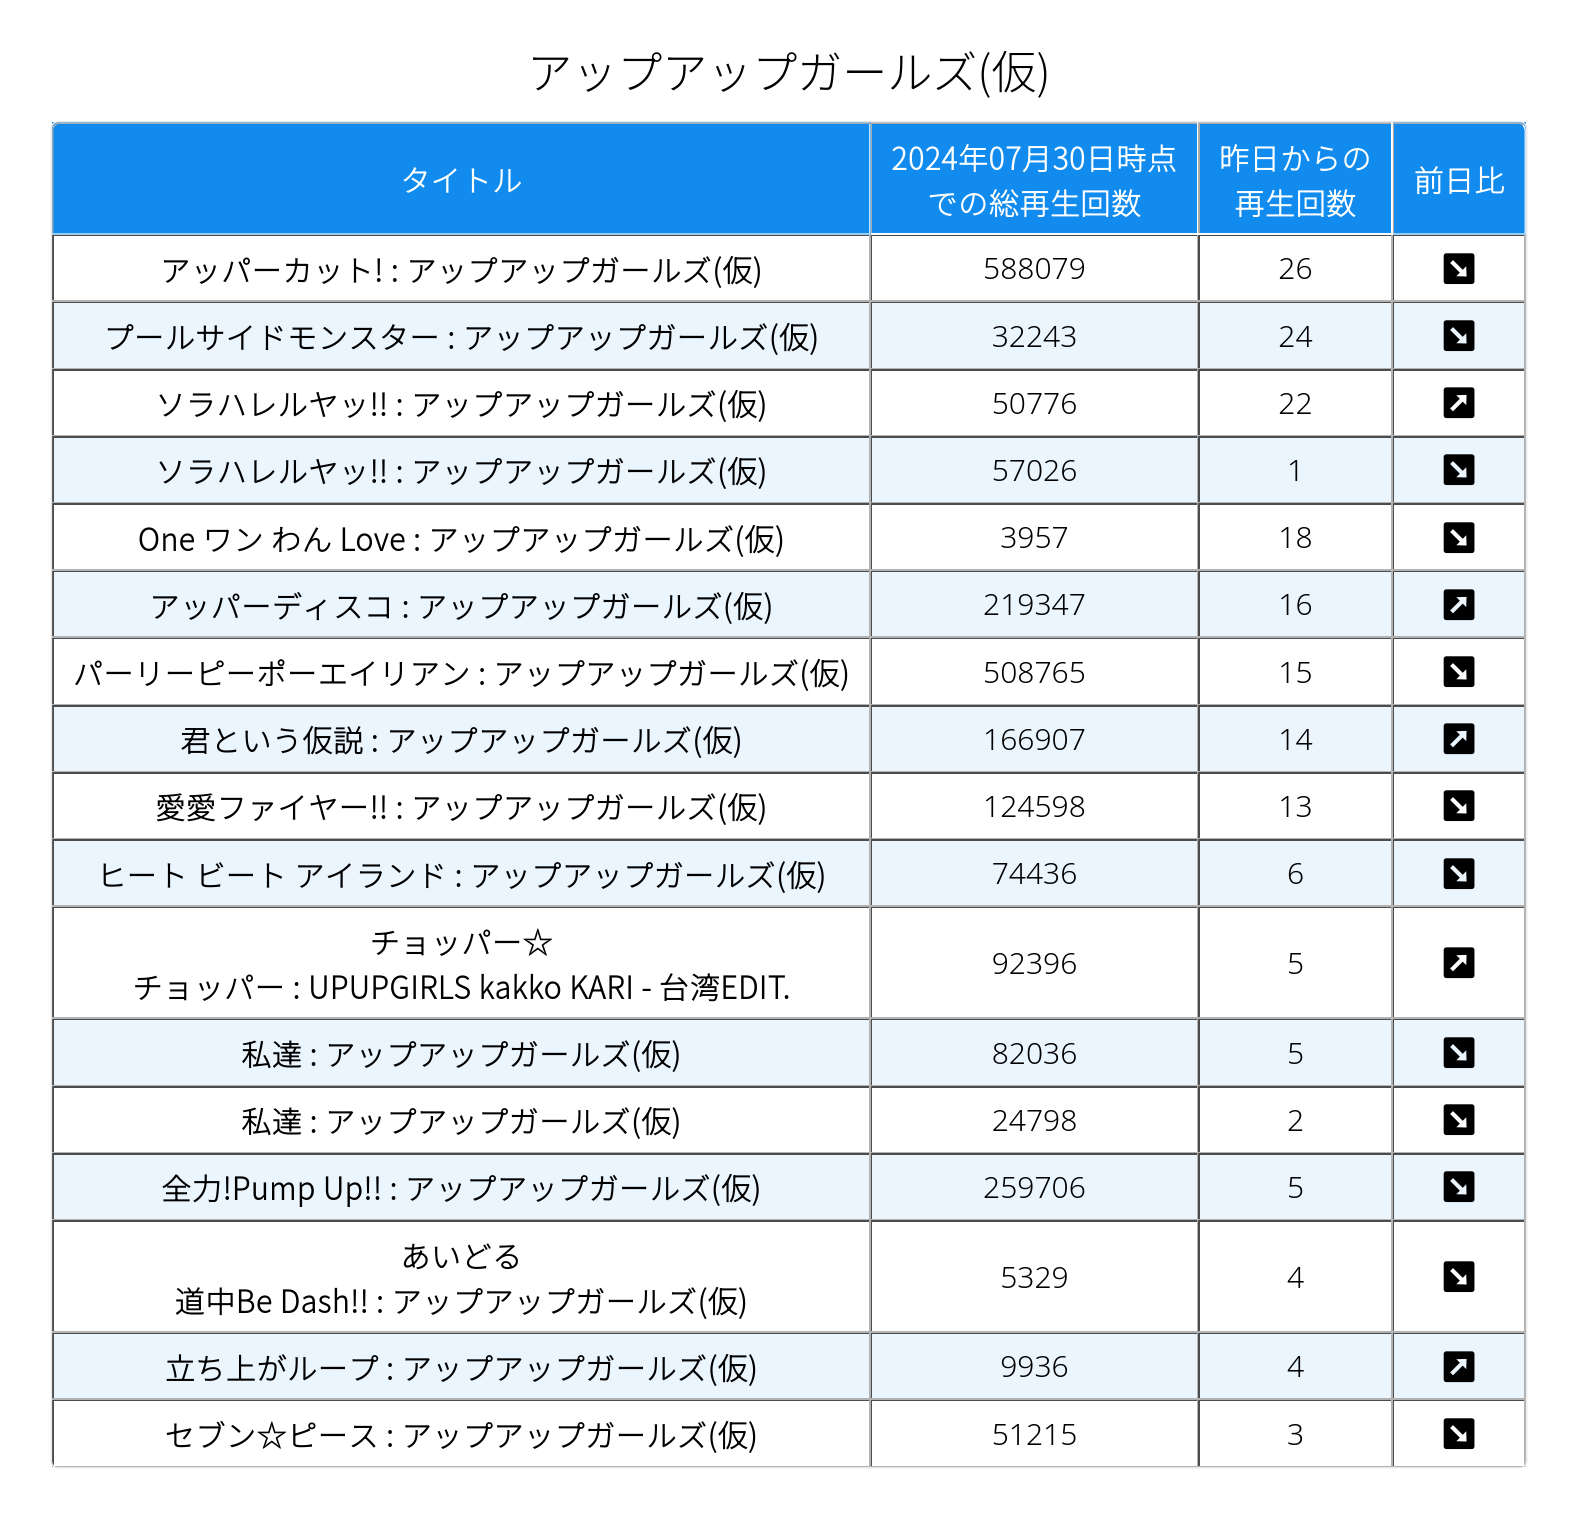 アップアップガールズ(仮)
タイトル
2024年07月30日時点
での総再生回数
昨日からの
再生回数
前日比
アッパーカット! : アップアップガールズ(仮) 588079 26
プールサイドモンスター : アップアップガールズ(仮) 32243 24
ソラハレルヤッ!! : アップアップガールズ(仮) 50776 22
ソラハレルヤッ!! : アップアップガールズ(仮) 57026 1
One ワン わん Love : アップアップガールズ(仮) 3957 18
アッパーディスコ : アップアップガールズ(仮) 219347 16
パーリーピーポーエイリアン : アップアップガールズ(仮) 508765 15
君という仮説 : アップアップガールズ(仮) 166907 14
愛愛ファイヤー!! : アップアップガールズ(仮) 124598 13
ヒート ビート アイランド : アップアップガールズ(仮) 74436 6
チョッパー☆
チョッパー : UPUPGIRLS kakko KARI - 台湾EDIT. 92396 5
私達 : アップアップガールズ(仮) 82036 5
私達 : アップアップガールズ(仮) 24798 2
全力!Pump Up!! : アップアップガールズ(仮) 259706 5
あいどる
道中Be Dash!! : アップアップガールズ(仮) 5329 4
立ち上がループ : アップアップガールズ(仮) 9936 4
セブン☆ピース : アップアップガールズ(仮) 51215 3